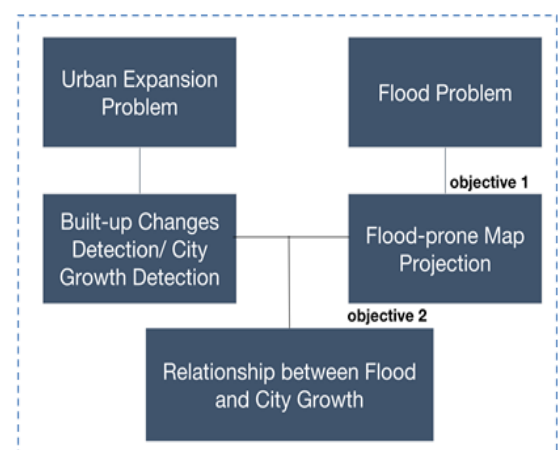 Urban Expansion
Problem
Flood Problem
objective 1
Built-up Changes
Detection/ City
Growth Detection
Flood-prone Map
Projection
objective 2
Relationship between Flood
and City Growth